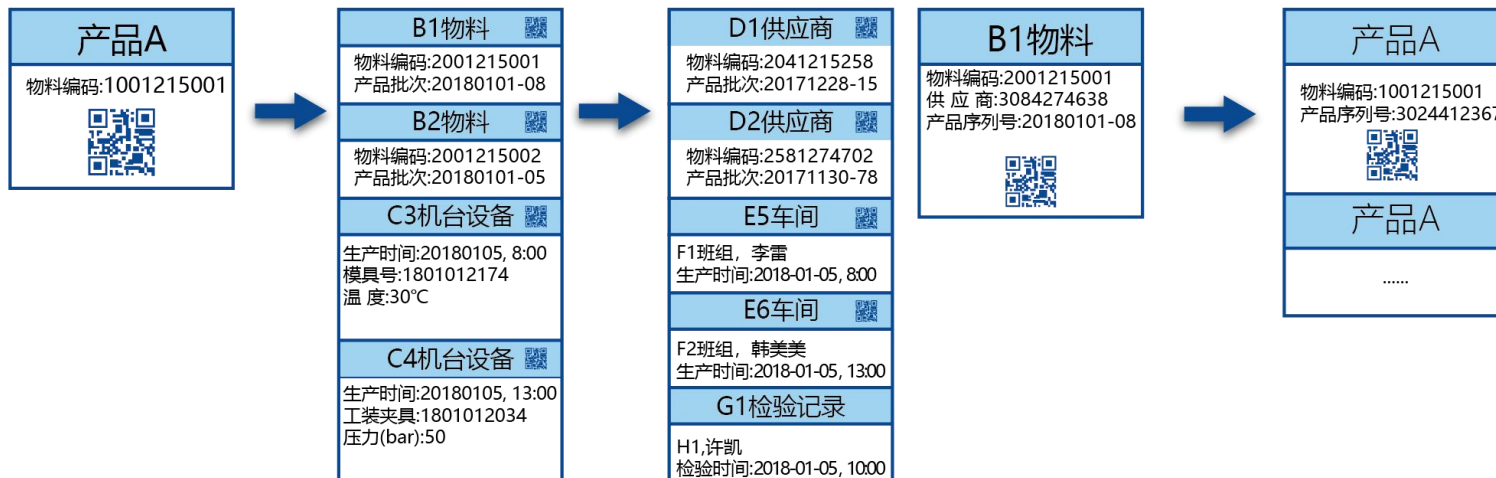 产品A
物料编码:1001215001
B1物料
物料编码:2001215001
产品批次:20180101-08
B2物料
物料编码:2001215002
产品批次:20180101-05
C3机台设备
生产时间:20180105, 8:00
模具号:1801012174
温 度:30℃
C4机台设备
生产时间:20180105, 13:00
工装夹具:1801012034
压力(bar):50
D1供应商
物料编码:2041215258
产品批次:20171228-15
D2供应商
物料编码:2581274702
产品批次:20171130-78
E5车间
F1班组，李雷
生产时间:2018-01-05, 8:00
E6车间
F2班组，韩美美
生产时间:2018-01-05, 13:00
G1检验记录
H1,许凯
检验时间:2018-01-05, 10:00
B1物料
物料编码:2001215001
供 应 商:3084274638
产品序列号:20180101-08
产品A
物料编码:1001215001
产品序列号:3024412367
产品A
......